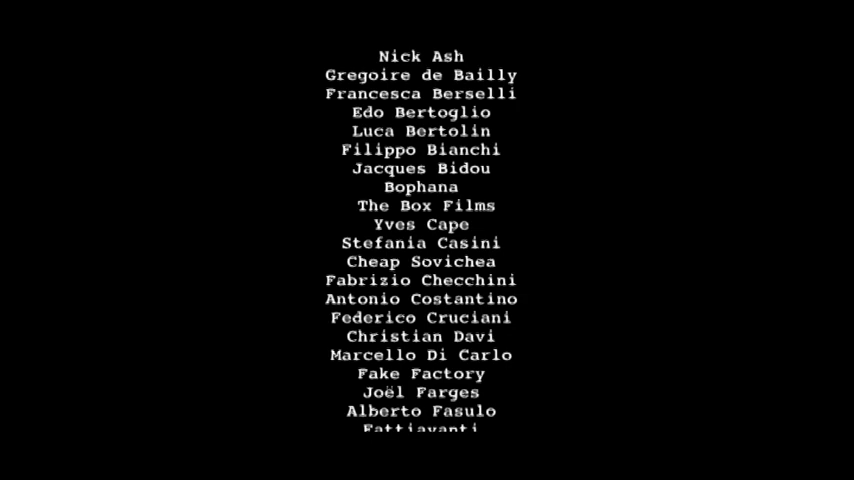 Nick Ash
Gregoire de Bailly
Francesca Berselli
Edo Bertoglio
Luca Bertolin
Filippo Bianchi
Jacques Bidou
Bophana
The Box Films
Yves Cape
Stefania Casini
Cheap Sovichea
Fabrizio Checchini
Antonio Costantino
Federico Cruciani
Christian Davi
Marcello Di Carlo
Fake Factory
Joël Farges
Alberto Fasulo
Fattiavanti